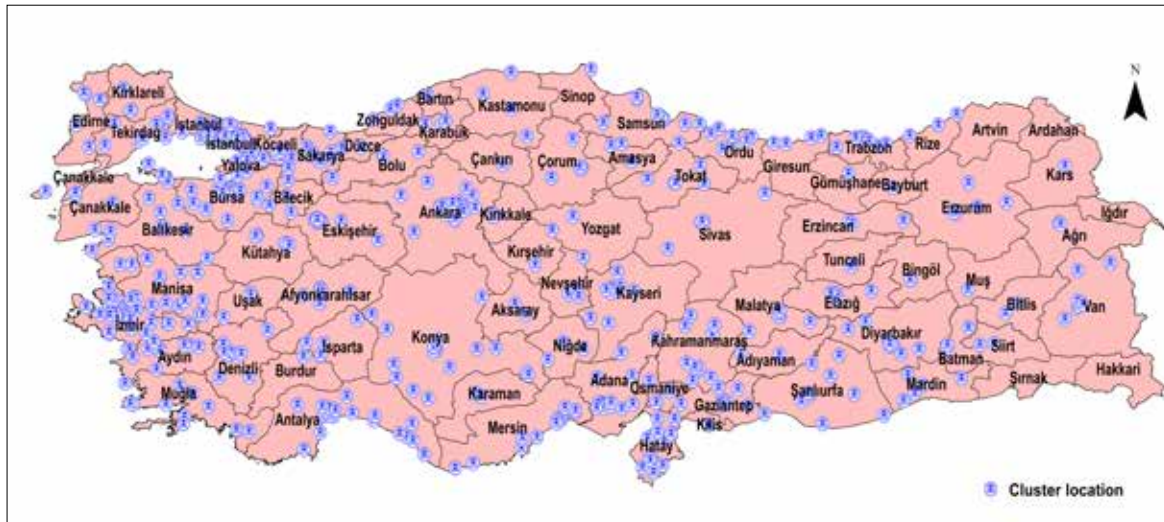 N
Kırklareli
Edirne
Tekirdağ
İstanbul
İstanbul
Kocaeli
Yalova
Sakarya
Düzce
Zonguldak
Bartın
Karabük
Kastamonu
Sinop
Samsun
Bolu
Çankırı
Çorum
Amasya
Tokat
Ordu
Giresun
Trabzon
Rize
Artvin
Ardahan
Gümüşhane
Bayburt
Kars
Çanakkale
Çanakkale
Balıkesir
Bursa
Bilecik
Eskişehir
Kütahya
Ankara
Kırıkkale
Yozgat
Kırşehir
Sivas
Erzincan
Erzurum
Iğdır
Ağrı
Tunceli
Bingöl
Muş
Manisa
Uşak
Afyonkarahisar
Nevşehir
Kayseri
Aksaray
Malatya
Elazığ
Bitlis
Van
İzmir
Aydın
Denizli
Isparta
Burdur
Konya
Niğde
Kahramanmaraş
Adıyaman
Diyarbakır
Batman
Siirt
Şırnak
Hakkari
Muğla
Antalya
Karaman
Mersin
Adana
Osmaniye
Gaziantep
Kilis
Şanlıurfa
Mardin
Hatay
Cluster location